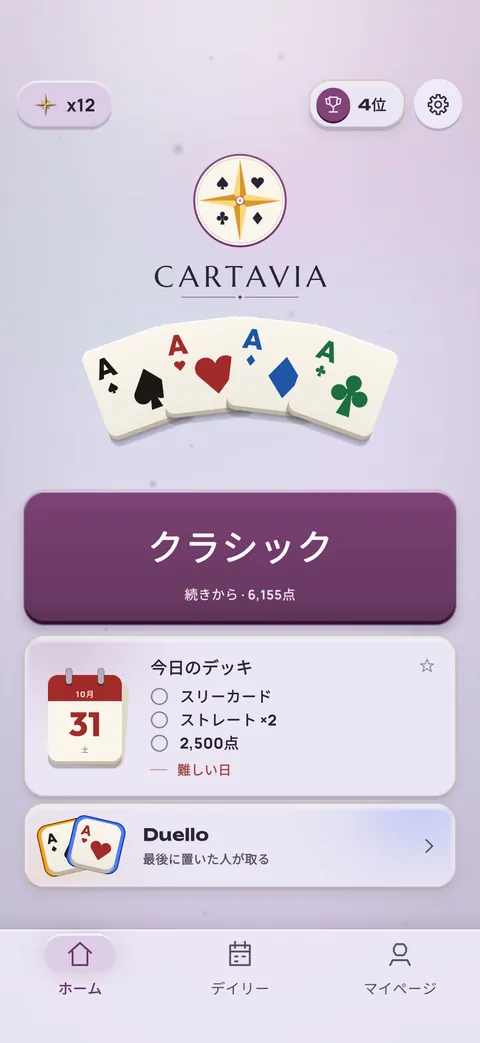 x12
4位
CARTAVIA
A
A
A
A
クラシック
続きから · 6,155点
今日のデッキ
10月
31
土
スリーカード
ストレート ×2
2,500点
難しい日
A
A
Duello
最後に置いた人が取る
ホーム
デイリー
マイページ